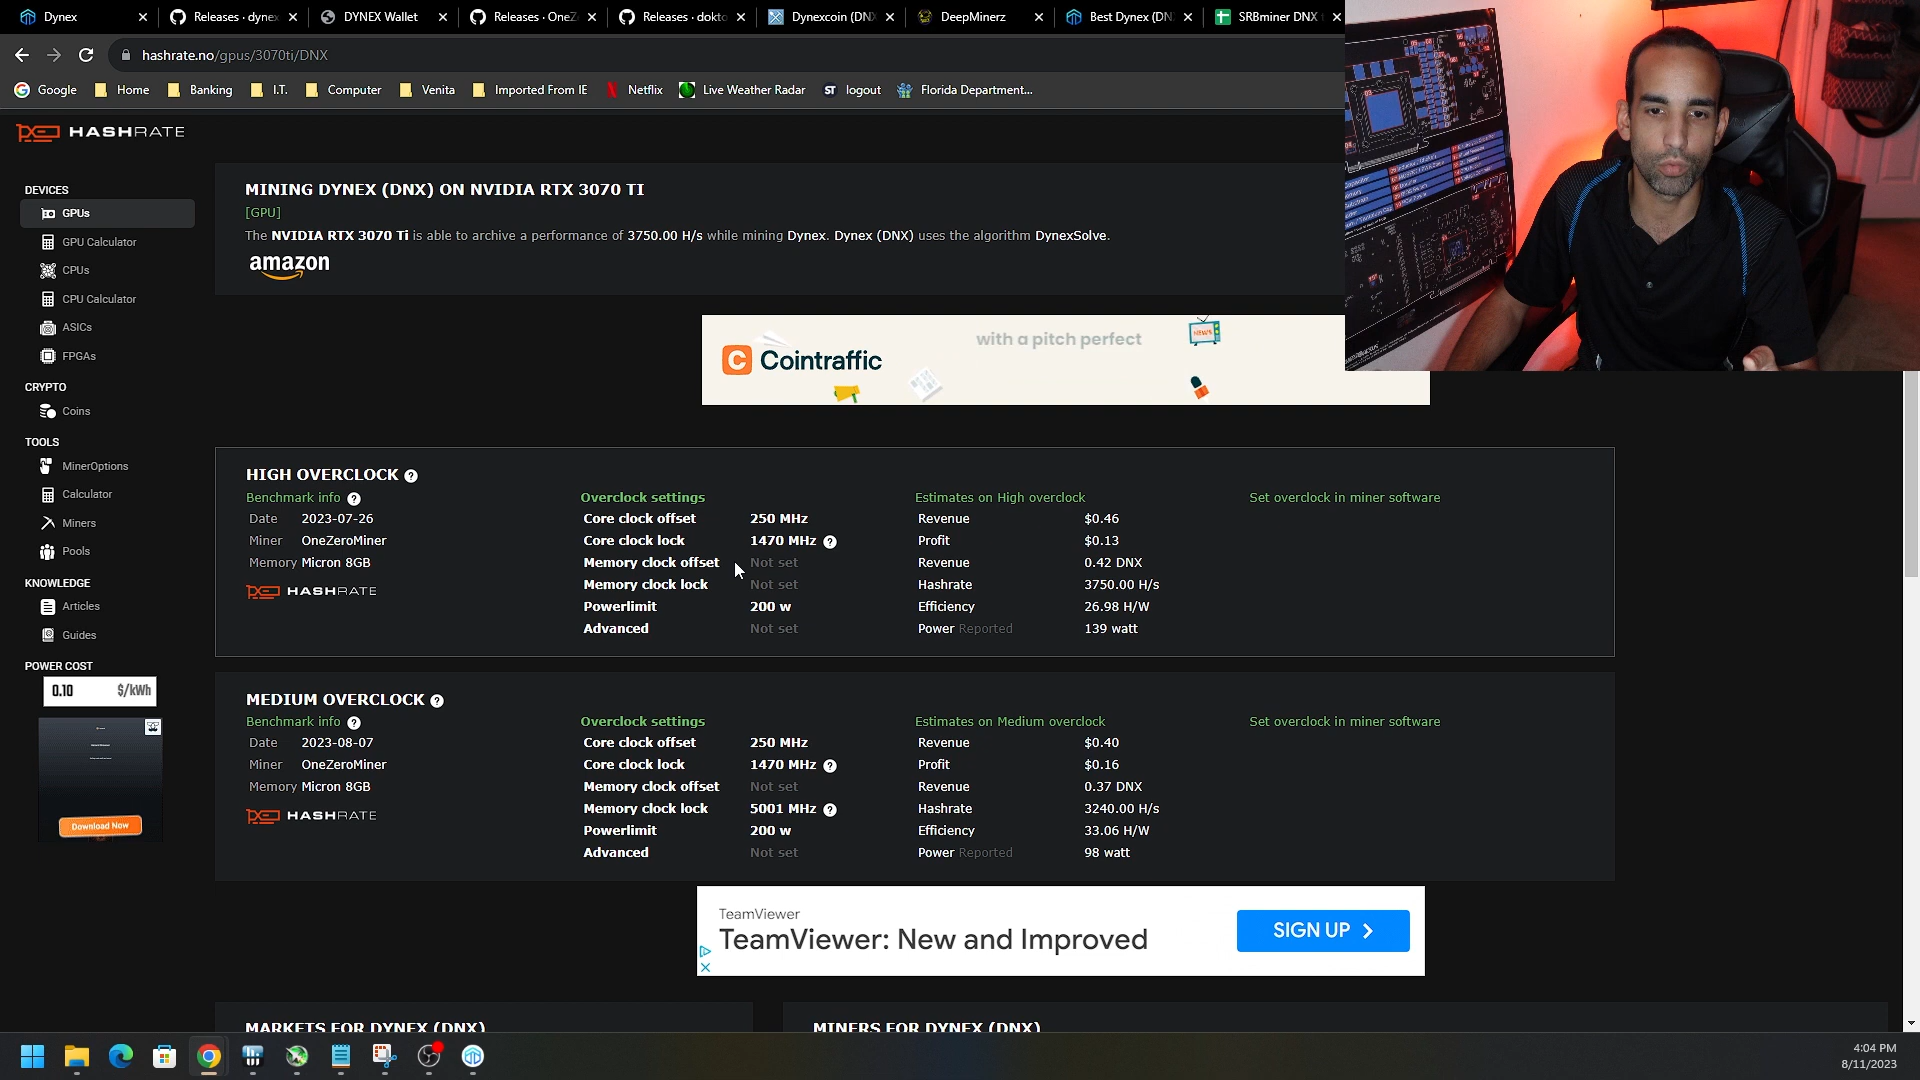 Dynex
Releases · dynex
DYNEX Wallet
Releases · OneZ
Releases · dokto
Dynexcoin (DN
DeepMinerz
Best Dynex (DN
SRBminer DNX
hashrate.no/gpus/3070ti/DNX
Google
Home
Banking
I.T.
Computer
Venita
Imported From IE
Netflix
Live Weather Radar
ST logout
Florida Department...
HASHRATE
DEVICES
GPUs
GPU Calculator
CPUs
CPU Calculator
ASICs
FPGAs
CRYPTO
Coins
TOOLS
MinerOptions
Calculator
Miners
Pools
KNOWLEDGE
Articles
Guides
POWER COST
0.10 $/kWh
Download Now
MINING DYNEX (DNX) ON NVIDIA RTX 3070 TI
[GPU]
The NVIDIA RTX 3070 Ti is able to archive a performance of 3750.00 H/s while mining Dynex. Dynex (DNX) uses the algorithm DynexSolve.
amazon
Cointraffic
with a pitch perfect
NEWS
HIGH OVERCLOCK ?
Benchmark info ?
Date 2023-07-26
Miner OneZeroMiner
Memory Micron 8GB
HASHRATE
Overclock settings
Core clock offset 250 MHz
Core clock lock 1470 MHz ?
Memory clock offset Not set
Memory clock lock Not set
Powerlimit 200 w
Advanced Not set
Estimates on High overclock
Revenue $0.46
Profit $0.13
Revenue 0.42 DNX
Hashrate 3750.00 H/s
Efficiency 26.98 H/W
Power Reported 139 watt
Set overclock in miner software
MEDIUM OVERCLOCK ?
Benchmark info ?
Date 2023-08-07
Miner OneZeroMiner
Memory Micron 8GB
HASHRATE
Overclock settings
Core clock offset 250 MHz
Core clock lock 1470 MHz ?
Memory clock offset Not set
Memory clock lock 5001 MHz ?
Powerlimit 200 w
Advanced Not set
Estimates on Medium overclock
Revenue $0.40
Profit $0.16
Revenue 0.37 DNX
Hashrate 3240.00 H/s
Efficiency 33.06 H/W
Power Reported 98 watt
Set overclock in miner software
TeamViewer
TeamViewer: New and Improved
SIGN UP
MARKETS FOR DYNEX (DNX)
MINERS FOR DYNEX (DNX)
4:04 PM
8/11/2023